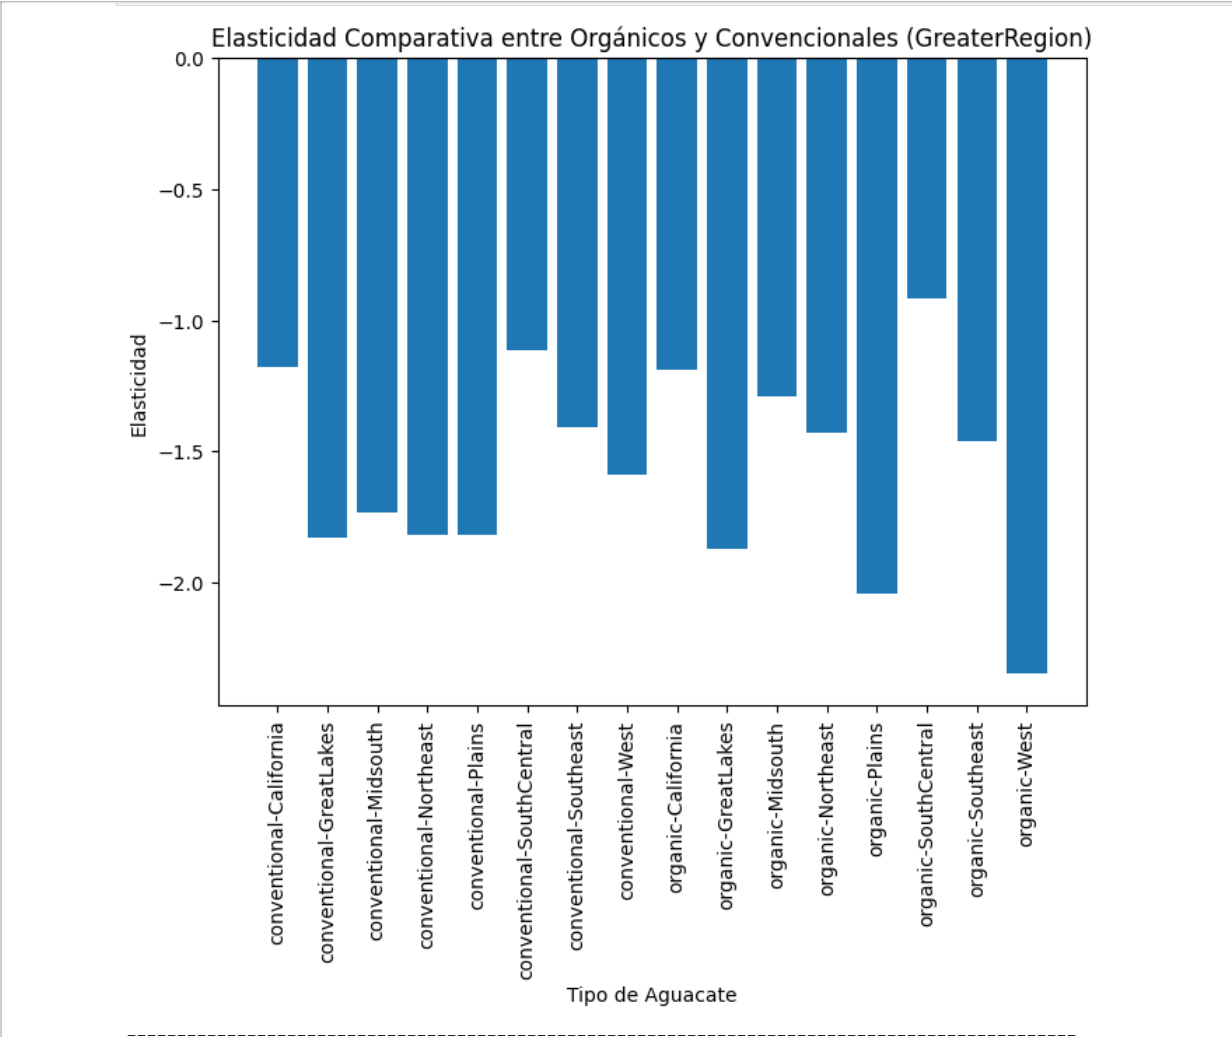 Elasticidad Comparativa entre Orgánicos y Convencionales (GreaterRegion)
0.0
−0.5
−1.0
−1.5
−2.0
Elasticidad
conventional-California
conventional-GreatLakes
conventional-Midsouth
conventional-Northeast
conventional-Plains
conventional-SouthCentral
conventional-Southeast
conventional-West
organic-California
organic-GreatLakes
organic-Midsouth
organic-Northeast
organic-Plains
organic-SouthCentral
organic-Southeast
organic-West
Tipo de Aguacate